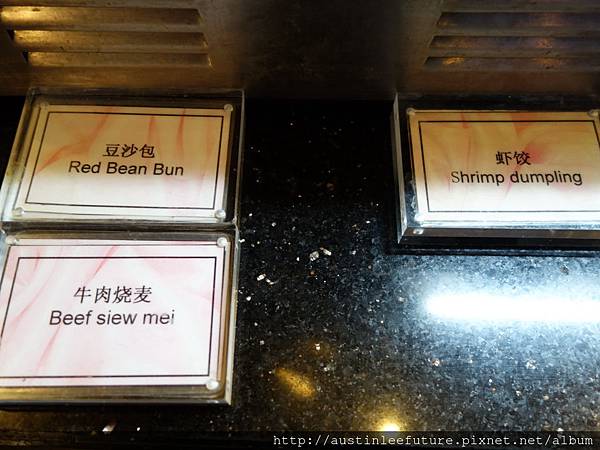 豆沙包
Red Bean Bun
虾饺
Shrimp dumpling
牛肉烧麦
Beef siew mei
http://austinleefuture.pixnet.net/album